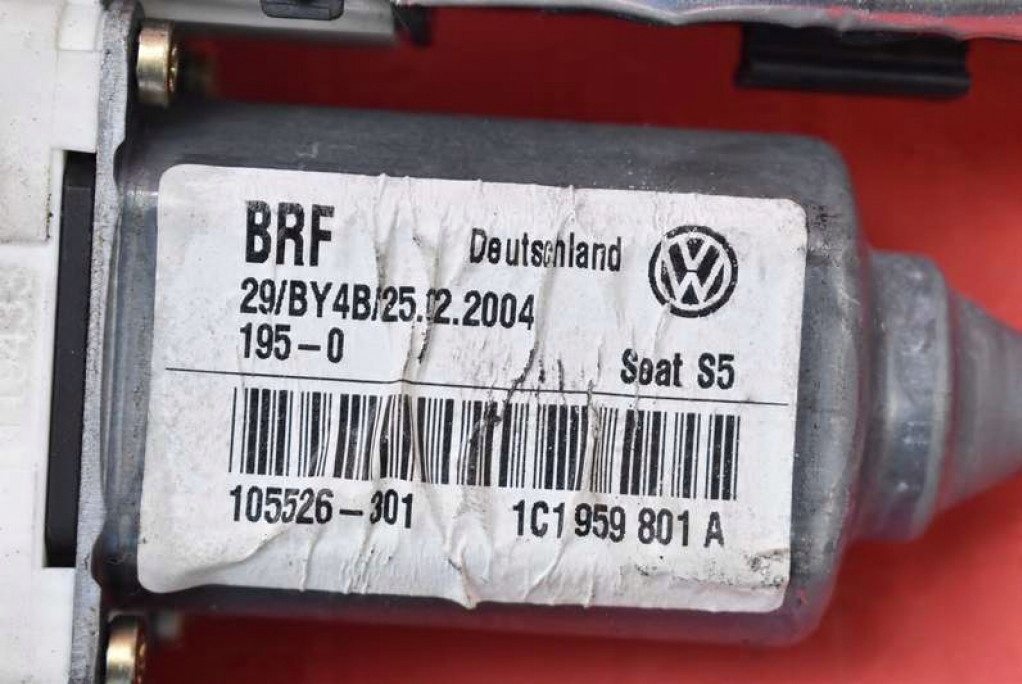 BRF
Deutschland
29/BY4B/25.02.2004
195-0
Seat S5
105526-301
1C1 959 801 A